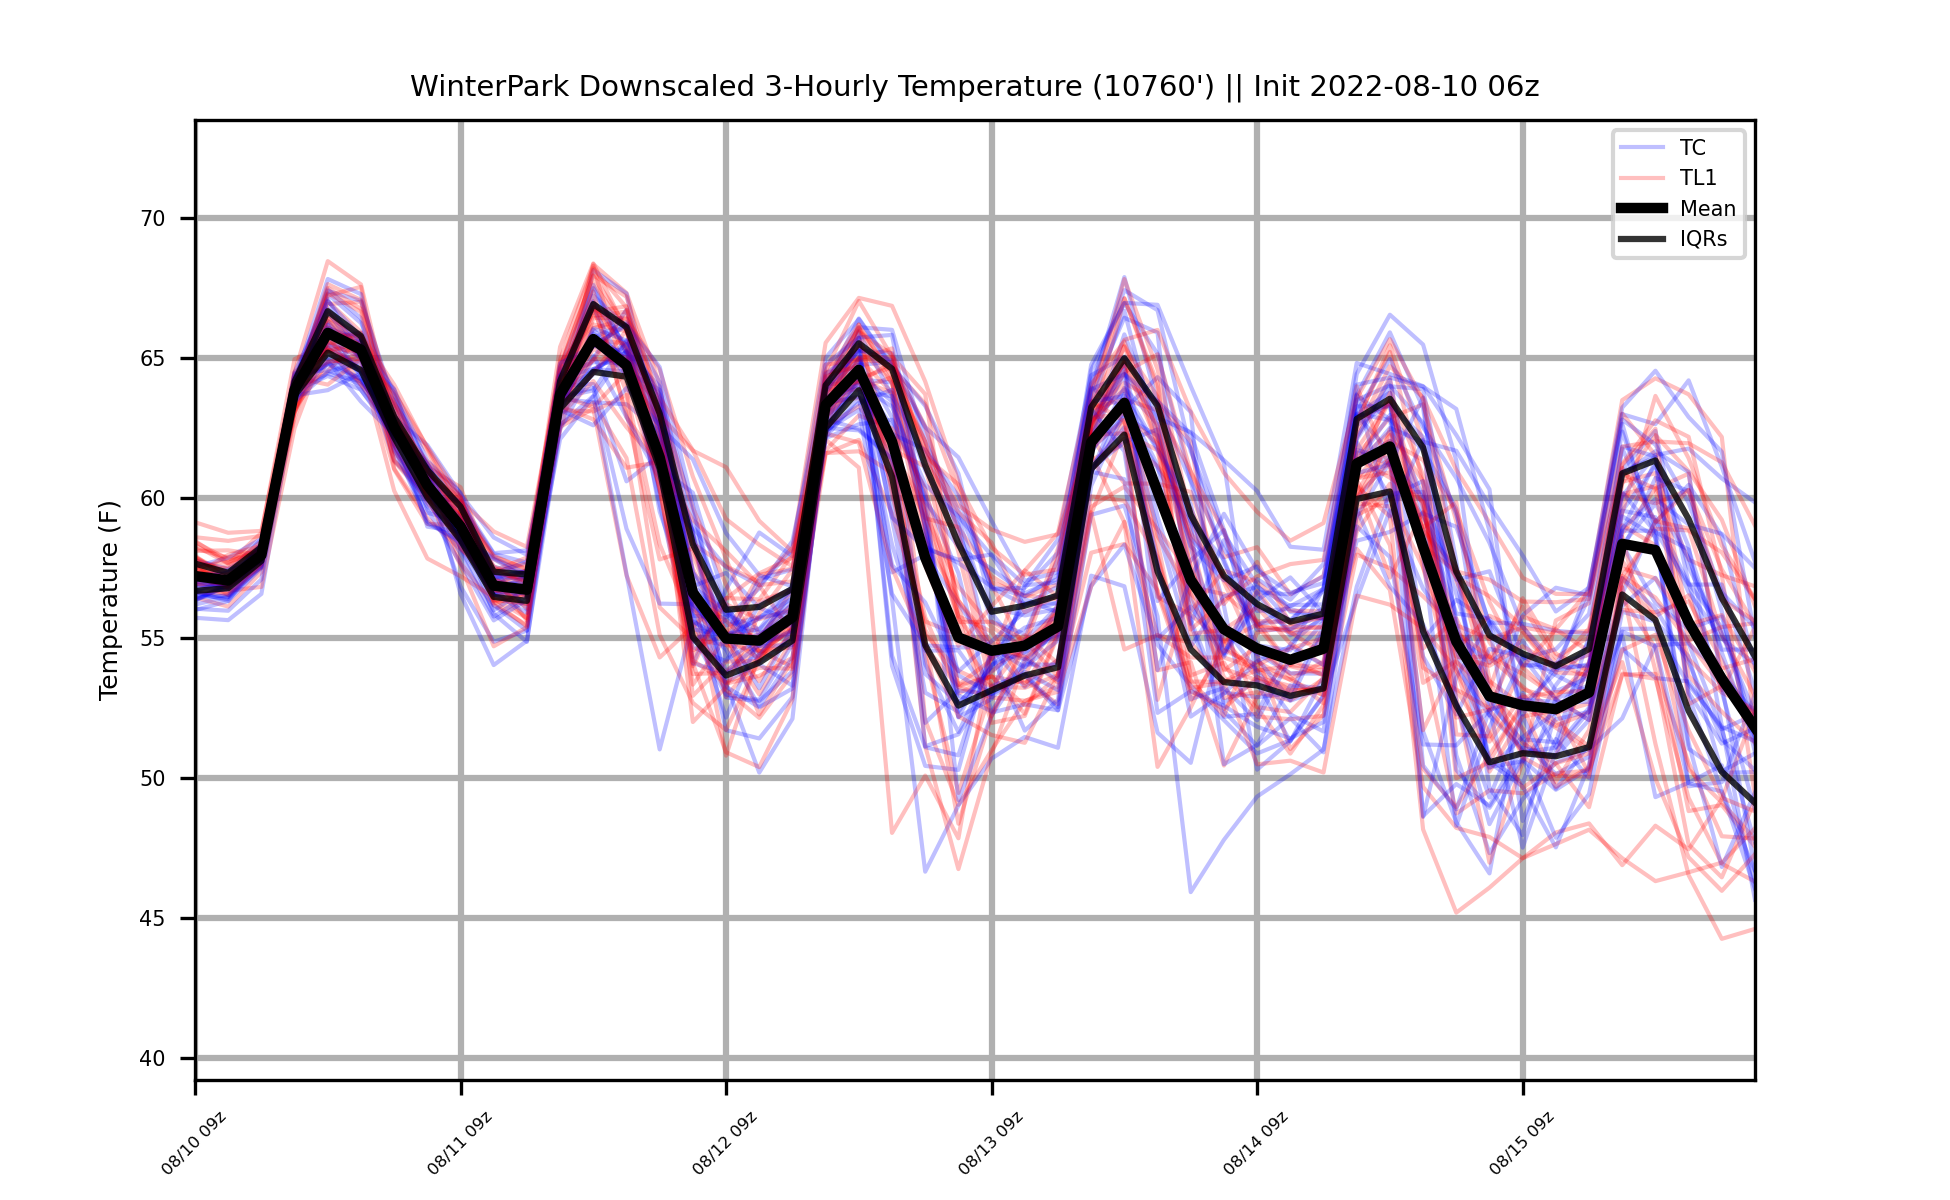 WinterPark Downscaled 3-Hourly Temperature (10760') || Init 2022-08-10 06z
TC
TL1
Mean
IQRs
Temperature (F)
70
65
60
55
50
45
40
08/10 09z
08/11 09z
08/12 09z
08/13 09z
08/14 09z
08/15 09z